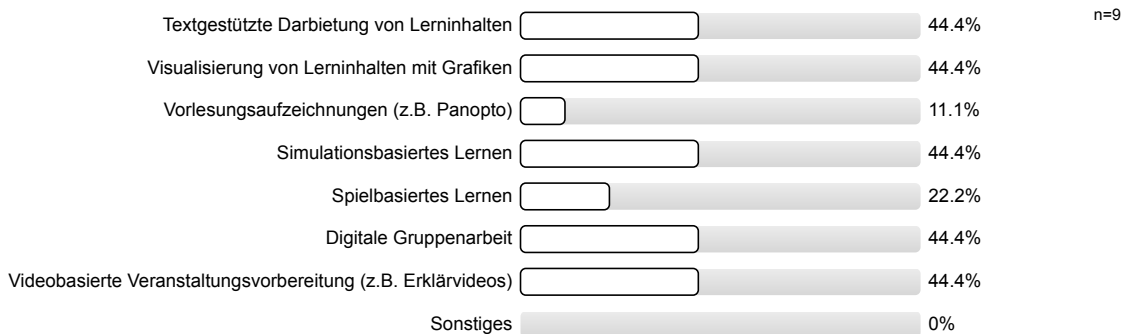 Textgestützte Darbietung von Lerninhalten 44.4% n=9
Visualisierung von Lerninhalten mit Grafiken 44.4%
Vorlesungsaufzeichnungen (z.B. Panopto) 11.1%
Simulationsbasiertes Lernen 44.4%
Spielbasiertes Lernen 22.2%
Digitale Gruppenarbeit 44.4%
Videobasierte Veranstaltungsvorbereitung (z.B. Erklärvideos) 44.4%
Sonstiges 0%